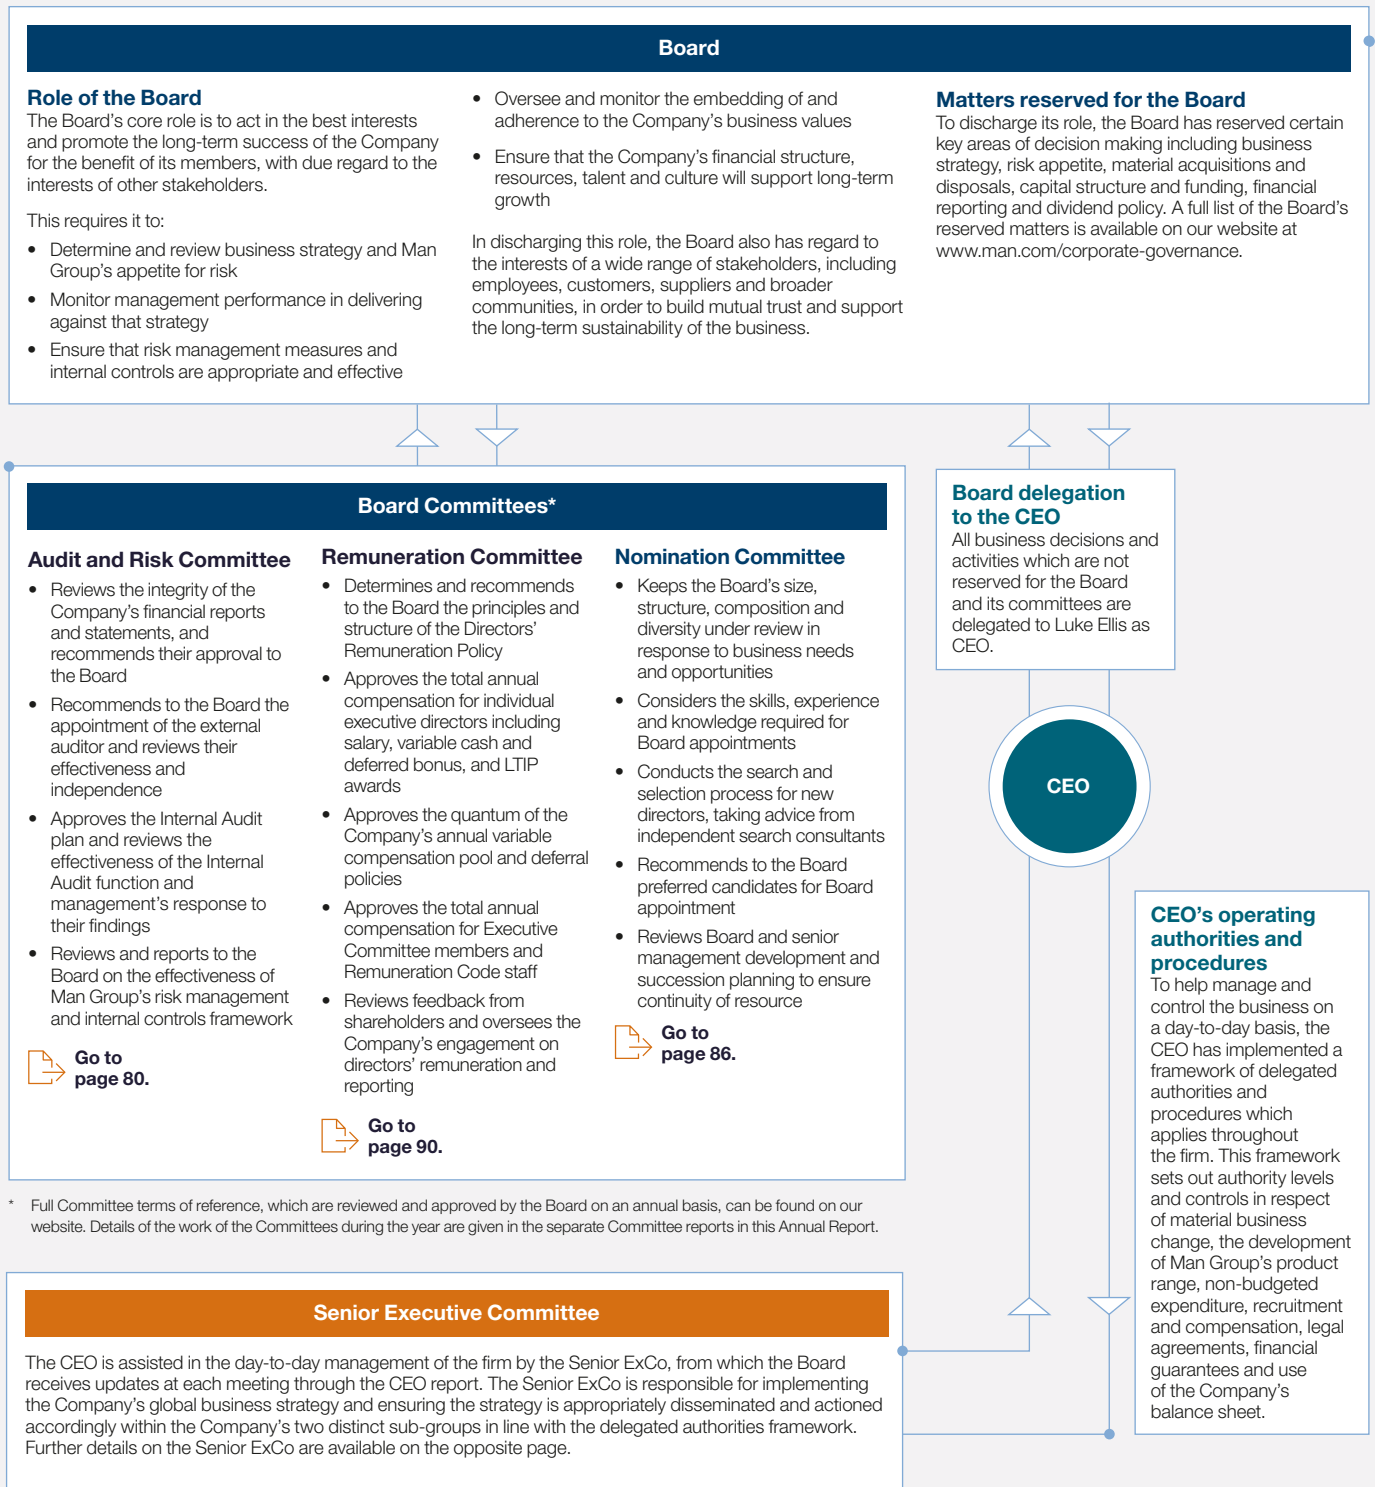 Board
Role of the Board
The Board's core role is to act in the best interests
and promote the long-term success of the Company
for the benefit of its members, with due regard to the
interests of other stakeholders.
This requires it to:
• Determine and review business strategy and Man
Group's appetite for risk
• Monitor management performance in delivering
against that strategy
• Ensure that risk management measures and
internal controls are appropriate and effective
• Oversee and monitor the embedding of and
adherence to the Company's business values
• Ensure that the Company's financial structure,
resources, talent and culture will support long-term
growth
In discharging this role, the Board also has regard to
the interests of a wide range of stakeholders, including
employees, customers, suppliers and broader
communities, in order to build mutual trust and support
the long-term sustainability of the business.
Matters reserved for the Board
To discharge its role, the Board has reserved certain
key areas of decision making including business
strategy, risk appetite, material acquisitions and
disposals, capital structure and funding, financial
reporting and dividend policy. A full list of the Board's
reserved matters is available on our website at
www.man.com/corporate-governance.
Board Committees*
Audit and Risk Committee
• Reviews the integrity of the
Company's financial reports
and statements, and
recommends their approval to
the Board
• Recommends to the Board the
appointment of the external
auditor and reviews their
effectiveness and
independence
• Approves the Internal Audit
plan and reviews the
effectiveness of the Internal
Audit function and
management's response to
their findings
• Reviews and reports to the
Board on the effectiveness of
Man Group's risk management
and internal controls framework
Go to
page 80.
Remuneration Committee
• Determines and recommends
to the Board the principles and
structure of the Directors'
Remuneration Policy
• Approves the total annual
compensation for individual
executive directors including
salary, variable cash and
deferred bonus, and LTIP
awards
• Approves the quantum of the
Company's annual variable
compensation pool and deferral
policies
• Approves the total annual
compensation for Executive
Committee members and
Remuneration Code staff
• Reviews feedback from
shareholders and oversees the
Company's engagement on
directors' remuneration and
reporting
Go to
page 90.
Nomination Committee
• Keeps the Board's size,
structure, composition and
diversity under review in
response to business needs
and opportunities
• Considers the skills, experience
and knowledge required for
Board appointments
• Conducts the search and
selection process for new
directors, taking advice from
independent search consultants
• Recommends to the Board
preferred candidates for Board
appointment
• Reviews Board and senior
management development and
succession planning to ensure
continuity of resource
Go to
page 86.
Board delegation
to the CEO
All business decisions and
activities which are not
reserved for the Board
and its committees are
delegated to Luke Ellis as
CEO.
CEO
CEO's operating
authorities and
procedures
To help manage and
control the business on
a day-to-day basis, the
CEO has implemented a
framework of delegated
authorities and
procedures which
applies throughout
the firm. This framework
sets out authority levels
and controls in respect
of material business
change, the development
of Man Group's product
range, non-budgeted
expenditure, recruitment
and compensation, legal
agreements, financial
guarantees and use
of the Company's
balance sheet.
* Full Committee terms of reference, which are reviewed and approved by the Board on an annual basis, can be found on our
website. Details of the work of the Committees during the year are given in the separate Committee reports in this Annual Report.
Senior Executive Committee
The CEO is assisted in the day-to-day management of the firm by the Senior ExCo, from which the Board
receives updates at each meeting through the CEO report. The Senior ExCo is responsible for implementing
the Company's global business strategy and ensuring the strategy is appropriately disseminated and actioned
accordingly within the Company's two distinct sub-groups in line with the delegated authorities framework.
Further details on the Senior ExCo are available on the opposite page.